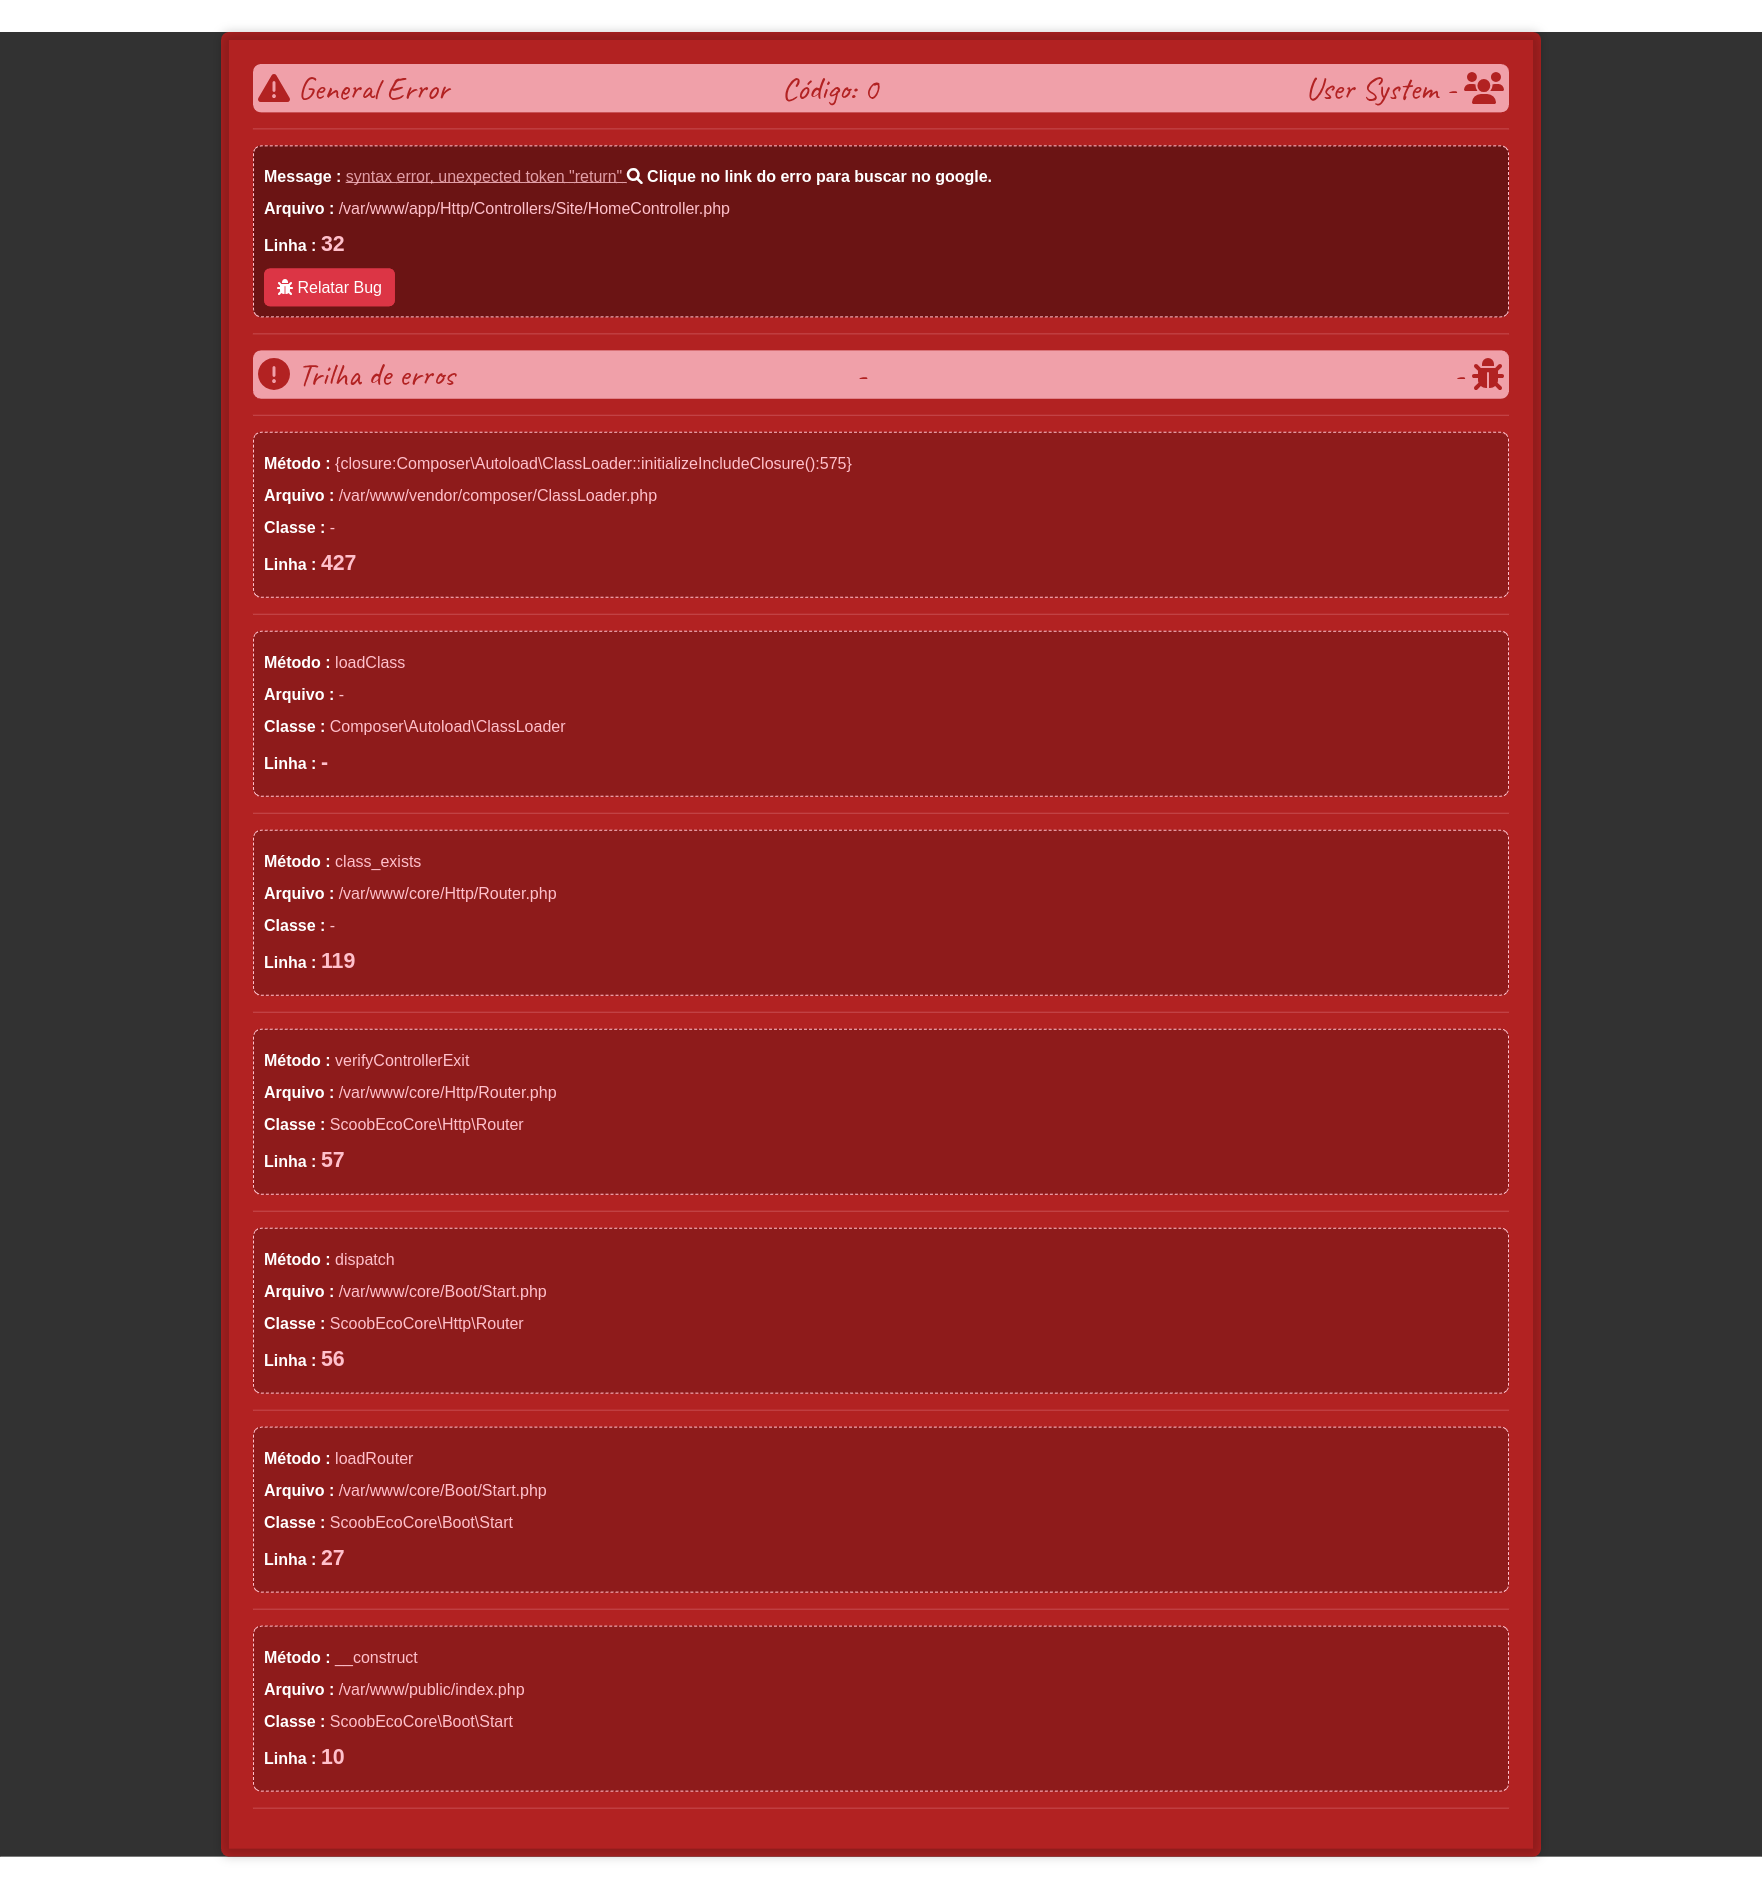 General Error Código: 0 User System -
Message : syntax error, unexpected token "return" Clique no link do erro para buscar no google.
Arquivo : /var/www/app/Http/Controllers/Site/HomeController.php
Linha : 32
Relatar Bug
Trilha de erros - -
Método : {closure:Composer\Autoload\ClassLoader::initializeIncludeClosure():575}
Arquivo : /var/www/vendor/composer/ClassLoader.php
Classe : -
Linha : 427
Método : loadClass
Arquivo : -
Classe : Composer\Autoload\ClassLoader
Linha : -
Método : class_exists
Arquivo : /var/www/core/Http/Router.php
Classe : -
Linha : 119
Método : verifyControllerExit
Arquivo : /var/www/core/Http/Router.php
Classe : ScoobEcoCore\Http\Router
Linha : 57
Método : dispatch
Arquivo : /var/www/core/Boot/Start.php
Classe : ScoobEcoCore\Http\Router
Linha : 56
Método : loadRouter
Arquivo : /var/www/core/Boot/Start.php
Classe : ScoobEcoCore\Boot\Start
Linha : 27
Método : __construct
Arquivo : /var/www/public/index.php
Classe : ScoobEcoCore\Boot\Start
Linha : 10